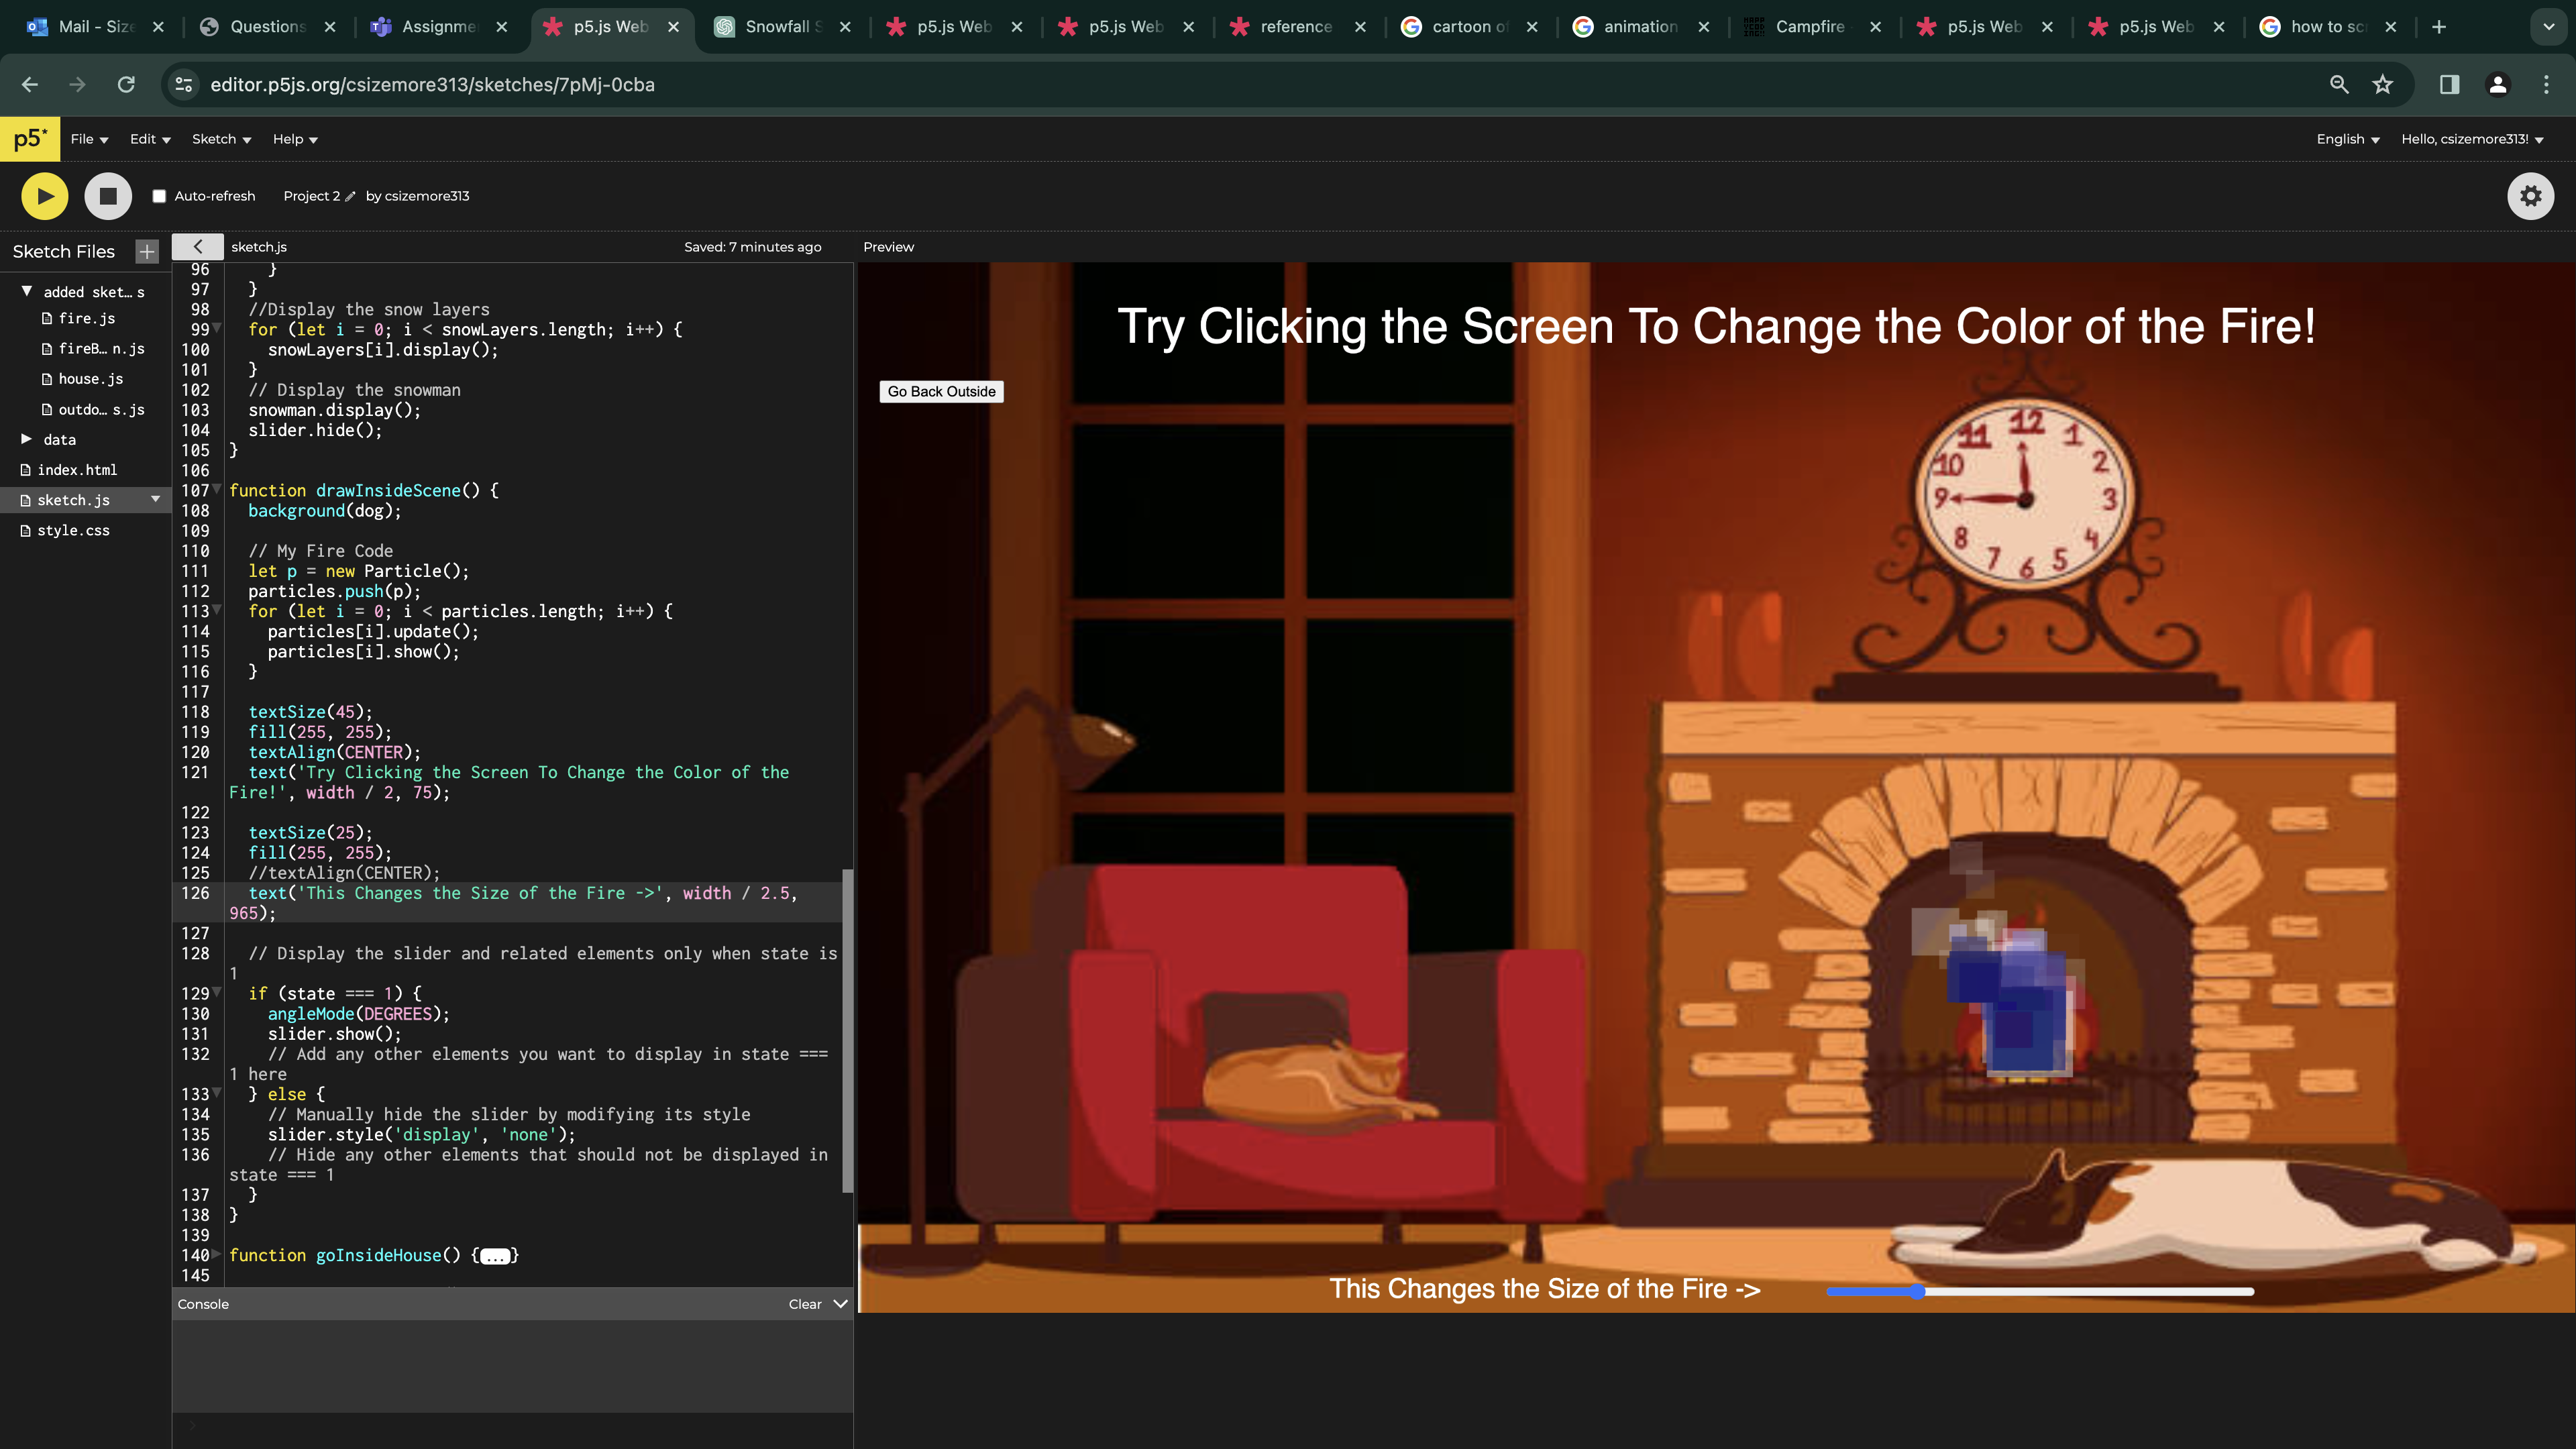 Mail - Size
Questions
Assignme
p5.js Web
Snowfall S
p5.js Web
p5.js Web
reference
cartoon of
animation
Campfire
p5.js Web
p5.js Web
how to scr
editor.p5js.org/csizemore313/sketches/7pMj-0cba
p5*
File
Edit
Sketch
Help
English
Hello, csizemore313!
Auto-refresh
Project 2
by csizemore313
Sketch Files
sketch.js
Saved: 7 minutes ago
Preview
added sket… s
fire.js
fireB… n.js
house.js
outdo… s.js
data
index.html
sketch.js
style.css
96 }
97 }
98 //Display the snow layers
99 for (let i = 0; i < snowLayers.length; i++) {
100 snowLayers[i].display();
101 }
102 // Display the snowman
103 snowman.display();
104 slider.hide();
105 }
106
107 function drawInsideScene() {
108 background(dog);
109
110 // My Fire Code
111 let p = new Particle();
112 particles.push(p);
113 for (let i = 0; i < particles.length; i++) {
114 particles[i].update();
115 particles[i].show();
116 }
117
118 textSize(45);
119 fill(255, 255);
120 textAlign(CENTER);
121 text('Try Clicking the Screen To Change the Color of the
Fire!', width / 2, 75);
122
123 textSize(25);
124 fill(255, 255);
125 //textAlign(CENTER);
126 text('This Changes the Size of the Fire ->', width / 2.5,
965);
127
128 // Display the slider and related elements only when state is
1
129 if (state === 1) {
130 angleMode(DEGREES);
131 slider.show();
132 // Add any other elements you want to display in state ===
1 here
133 } else {
134 // Manually hide the slider by modifying its style
135 slider.style('display', 'none');
136 // Hide any other elements that should not be displayed in
state === 1
137 }
138 }
139
140 function goInsideHouse() {...}
145
Console
Clear
>
Try Clicking the Screen To Change the Color of the Fire!
Go Back Outside
12
11
1
10
2
9
3
8
4
7
5
6
This Changes the Size of the Fire ->